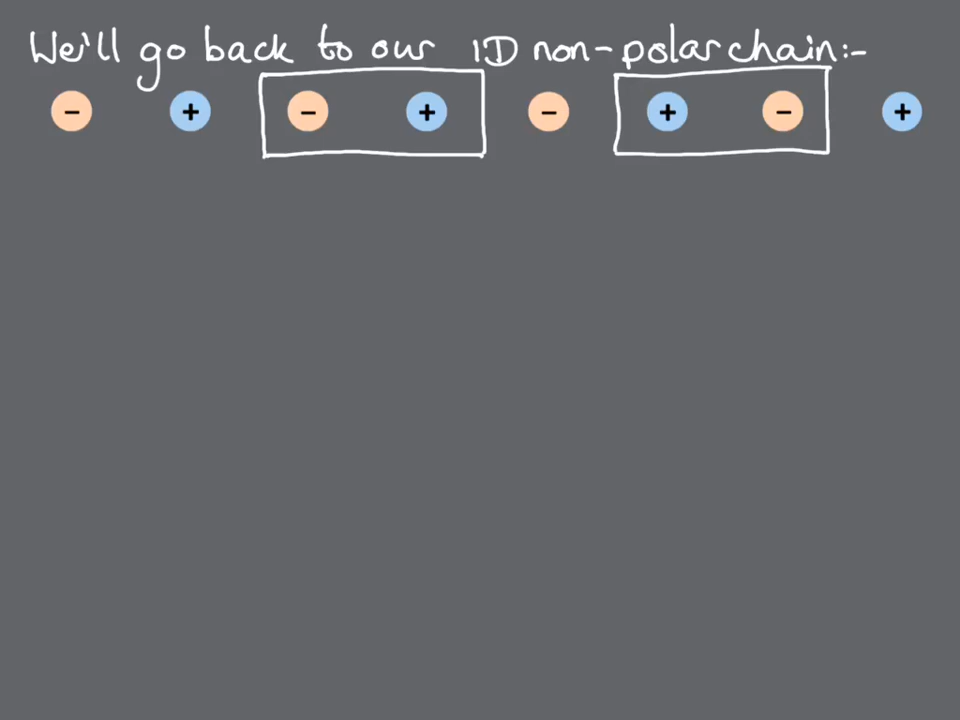 We'll go back to our 1D non-polar chain:-
- + - + - + - +